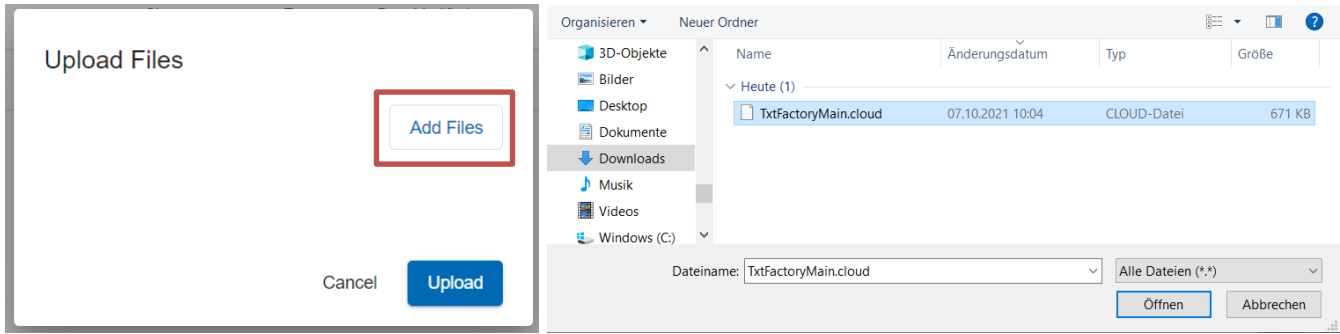 Upload Files
Add Files
Cancel Upload
Organisieren Neuer Ordner
Name Änderungsdatum Typ Größe
3D-Objekte
Bilder
Desktop
Dokumente
Downloads
Musik
Videos
Windows (C:)
Heute (1)
TxtFactoryMain.cloud 07.10.2021 10:04 CLOUD-Datei 671 KB
Dateiname: TxtFactoryMain.cloud Alle Dateien (*.*)
Öffnen Abbrechen